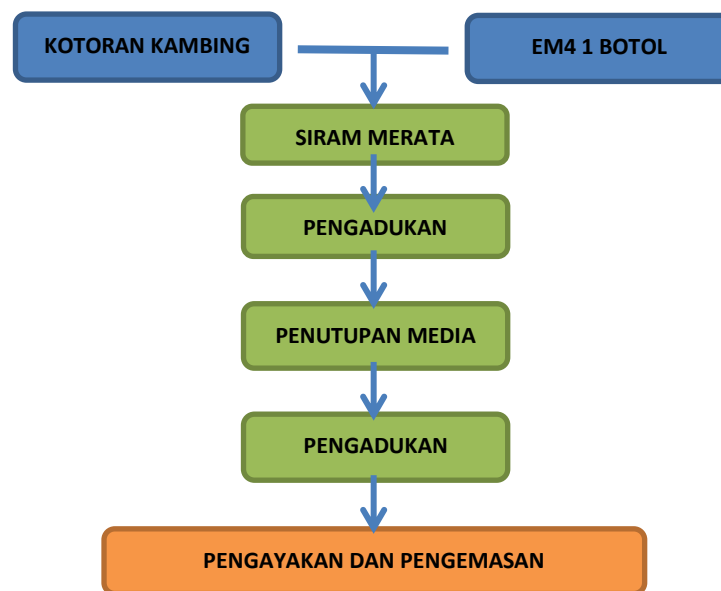 KOTORAN KAMBING
EM4 1 BOTOL
SIRAM MERATA
PENGADUKAN
PENUTUPAN MEDIA
PENGADUKAN
PENGAYAKAN DAN PENGEMASAN